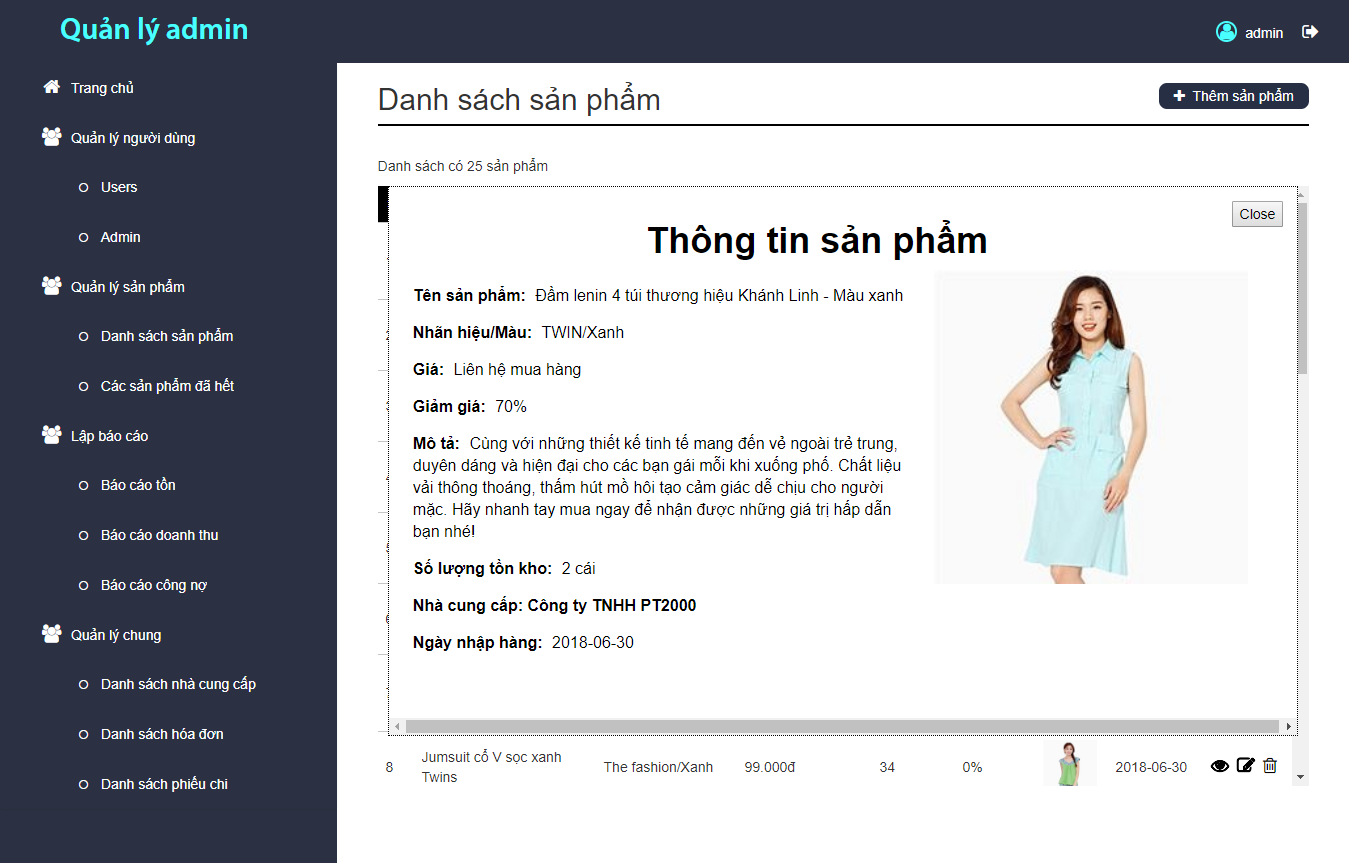 Quản lý admin
admin
Trang chủ
Quản lý người dùng
Users
Admin
Quản lý sản phẩm
Danh sách sản phẩm
Các sản phẩm đã hết
Lập báo cáo
Báo cáo tồn
Báo cáo doanh thu
Báo cáo công nợ
Quản lý chung
Danh sách nhà cung cấp
Danh sách hóa đơn
Danh sách phiếu chi
Danh sách sản phẩm
Thêm sản phẩm
Danh sách có 25 sản phẩm
Close
Thông tin sản phẩm
Tên sản phẩm: Đầm lenin 4 túi thương hiệu Khánh Linh - Màu xanh
Nhãn hiệu/Màu: TWIN/Xanh
Giá: Liên hệ mua hàng
Giảm giá: 70%
Mô tả: Cùng với những thiết kế tinh tế mang đến vẻ ngoài trẻ trung,
duyên dáng và hiện đại cho các bạn gái mỗi khi xuống phố. Chất liệu
vải thông thoáng, thấm hút mồ hôi tạo cảm giác dễ chịu cho người
mặc. Hãy nhanh tay mua ngay để nhận được những giá trị hấp dẫn
bạn nhé!
Số lượng tồn kho: 2 cái
Nhà cung cấp: Công ty TNHH PT2000
Ngày nhập hàng: 2018-06-30
8 Jumsuit cổ V sọc xanh The fashion/Xanh 99.000đ 34 0% 2018-06-30
Twins